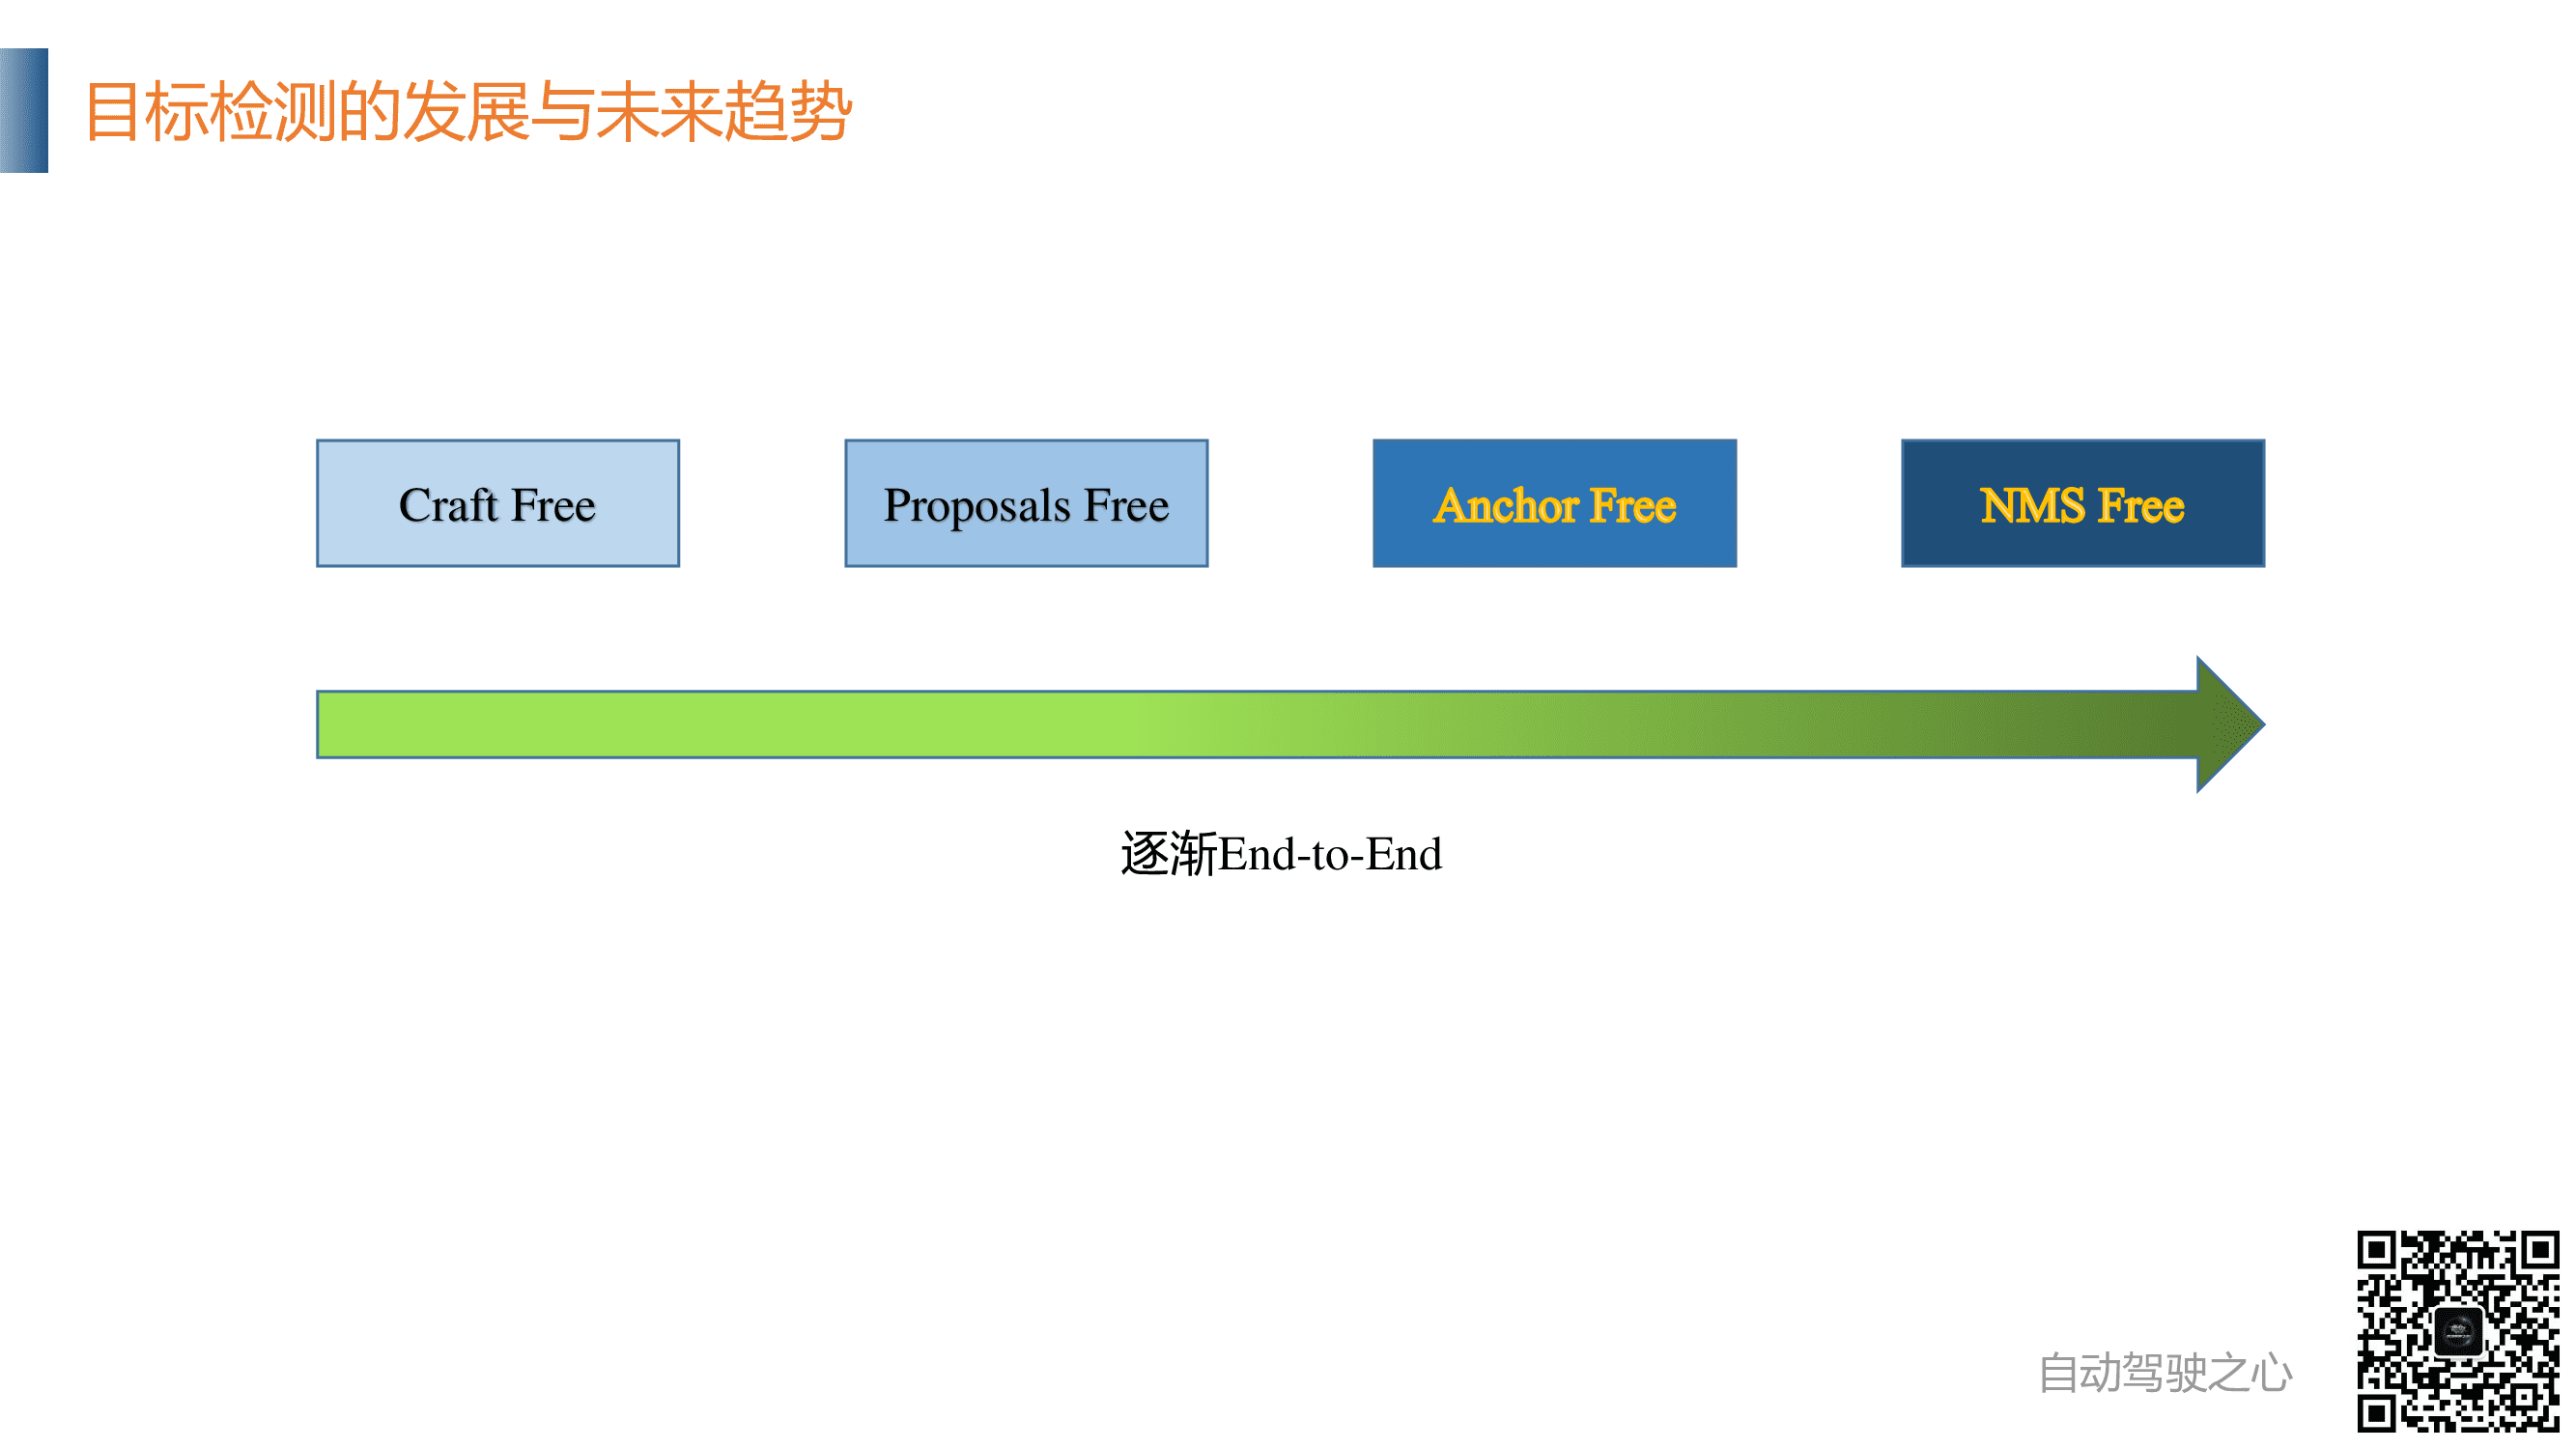 目标检测的发展与未来趋势
Craft Free
Proposals Free
Anchor Free
NMS Free
逐渐End-to-End
自动驾驶之心